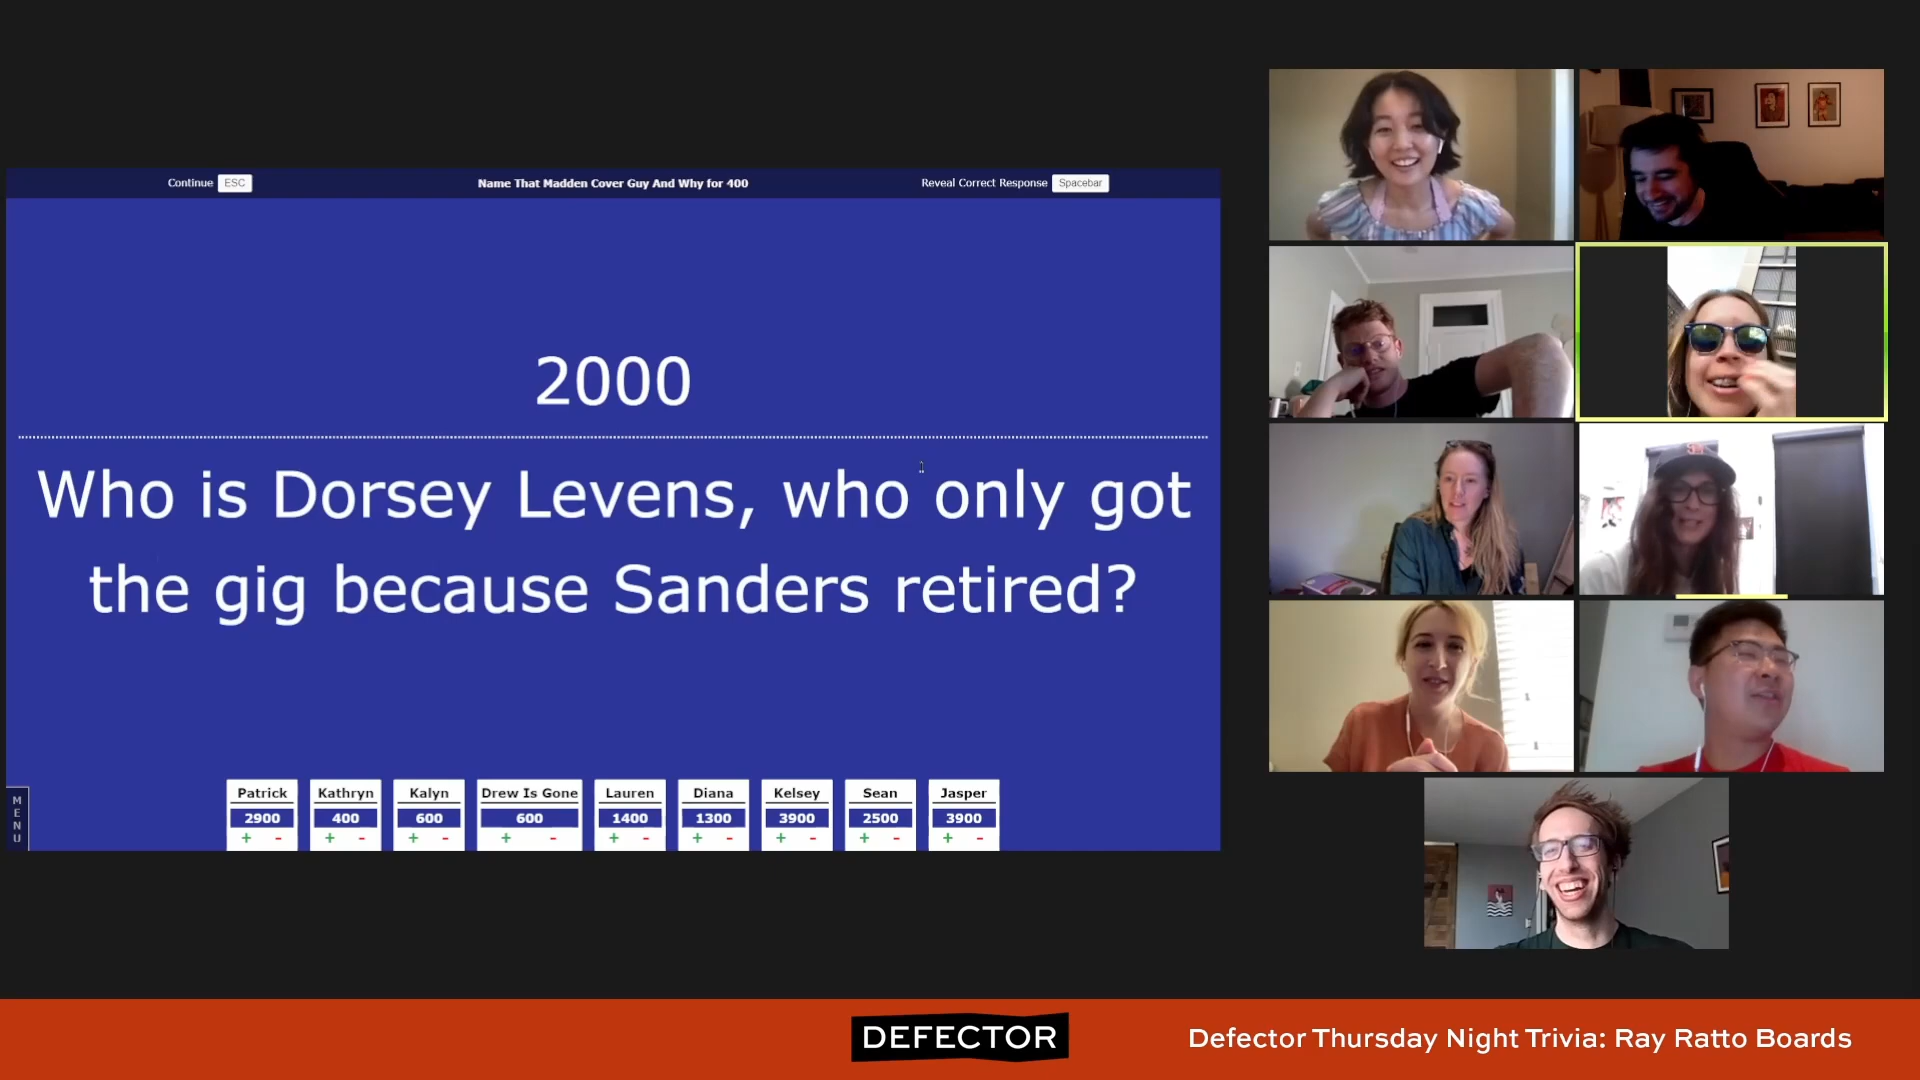 Continue ESC
Name That Madden Cover Guy And Why for 400
Reveal Correct Response Spacebar
2000
Who is Dorsey Levens, who only got
the gig because Sanders retired?
MENU
Patrick Kathryn Kalyn Drew Is Gone Lauren Diana Kelsey Sean Jasper
2900 400 600 600 1400 1300 3900 2500 3900
+ - + - + - + - + - + - + - + - + -
DEFECTOR
Defector Thursday Night Trivia: Ray Ratto Boards